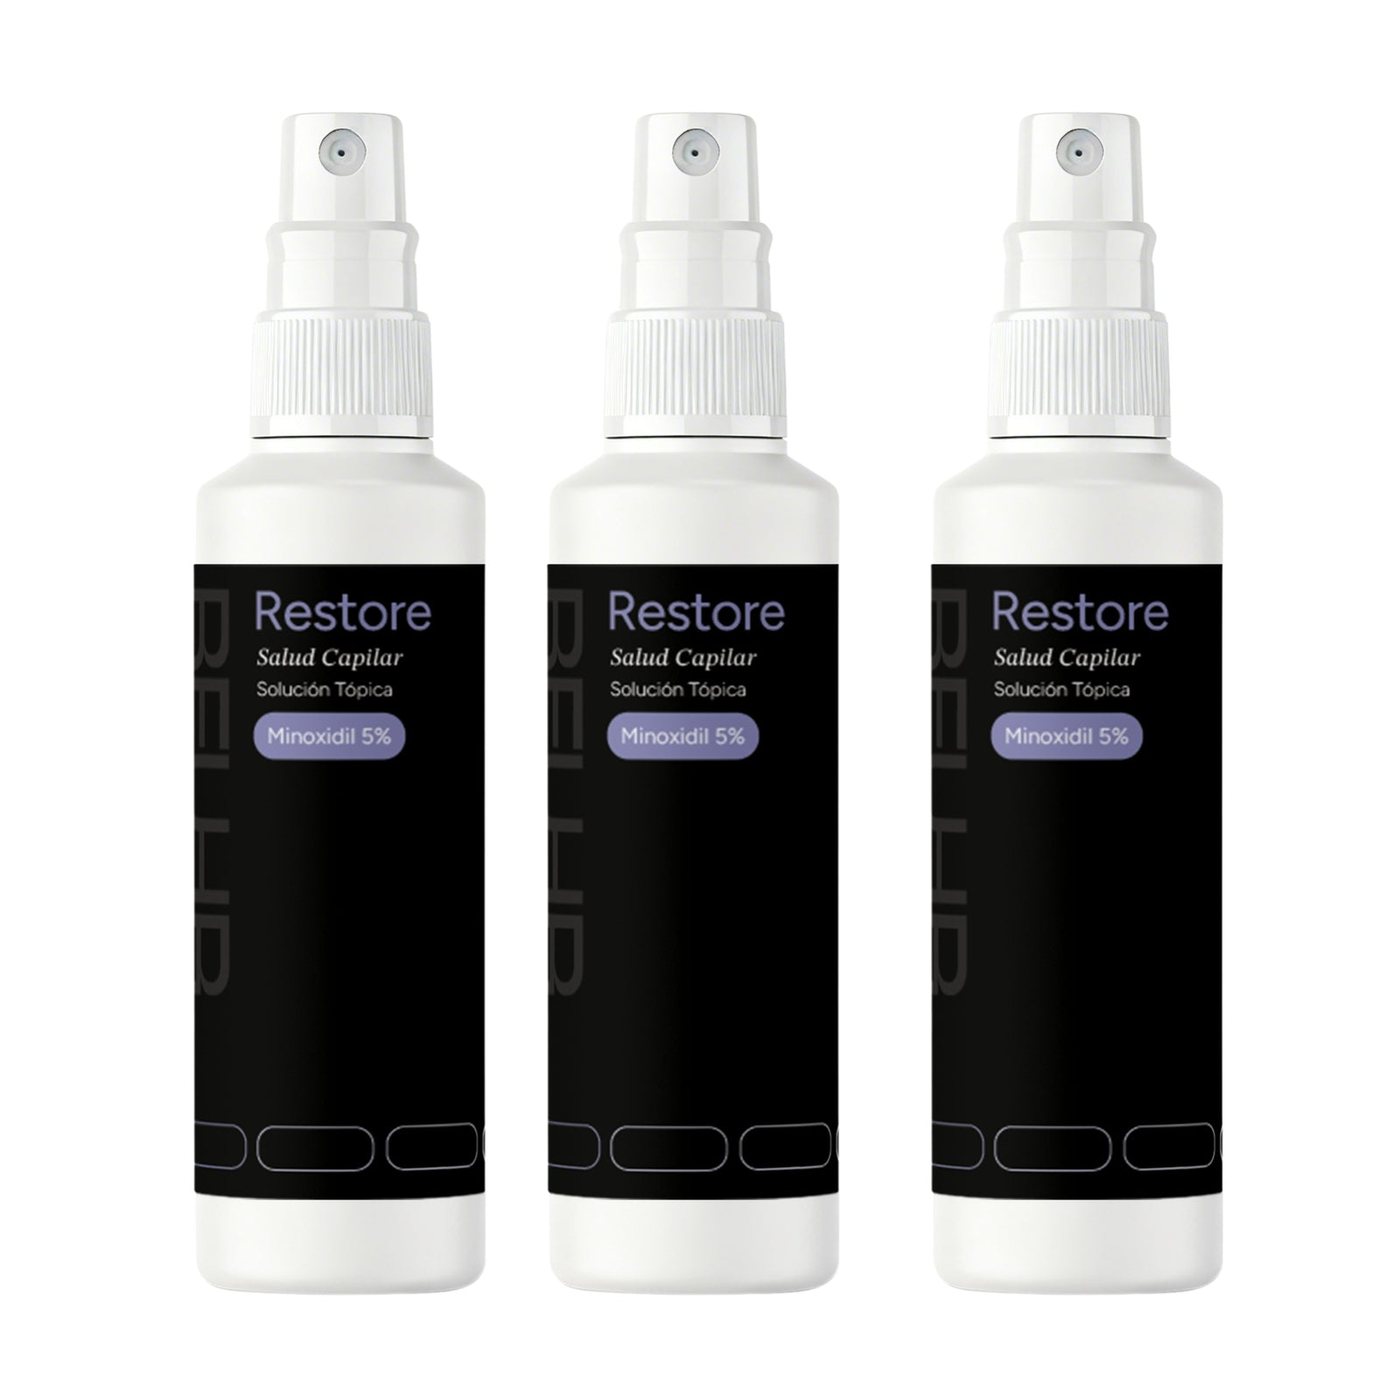 Restore
Salud Capilar
Solución Tópica
Minoxidil 5%
Restore
Salud Capilar
Solución Tópica
Minoxidil 5%
Restore
Salud Capilar
Solución Tópica
Minoxidil 5%